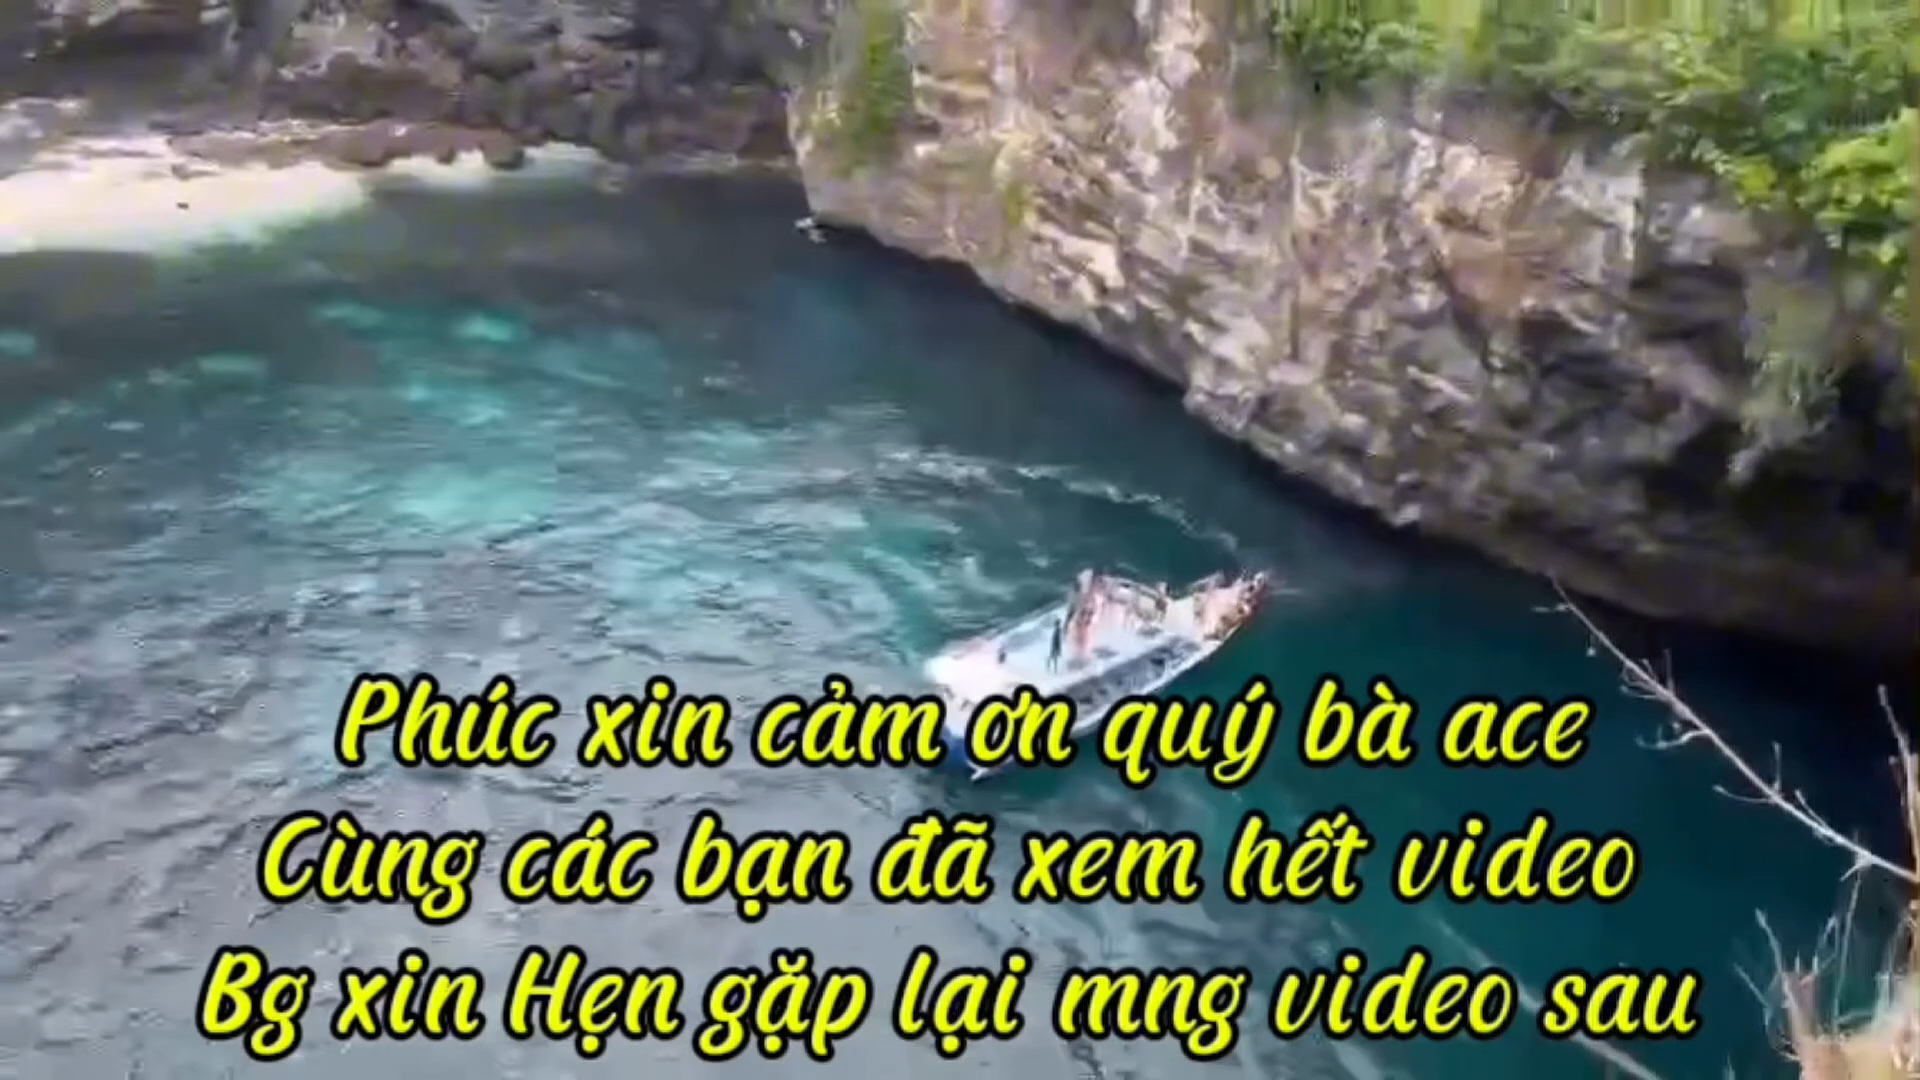 Phúc xin cảm ơn quý bà ace
Cùng các bạn đã xem hết video
Bg xin Hẹn gặp lại mng video sau